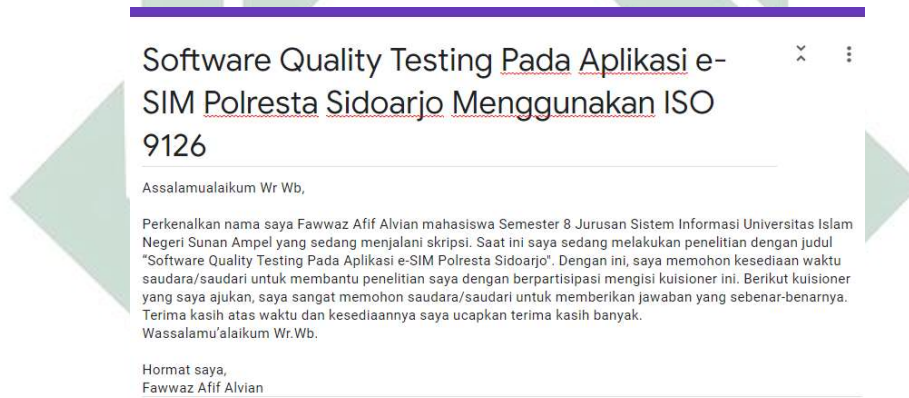 Software Quality Testing Pada Aplikasi e-
SIM Polresta Sidoarjo Menggunakan ISO
9126
Assalamualaikum Wr Wb,
Perkenalkan nama saya Fawwaz Afif Alvian mahasiswa Semester 8 Jurusan Sistem Informasi Universitas Islam
Negeri Sunan Ampel yang sedang menjalani skripsi. Saat ini saya sedang melakukan penelitian dengan judul
“Software Quality Testing Pada Aplikasi e-SIM Polresta Sidoarjo". Dengan ini, saya memohon kesediaan waktu
saudara/saudari untuk membantu penelitian saya dengan berpartisipasi mengisi kuisioner ini. Berikut kuisioner
yang saya ajukan, saya sangat memohon saudara/saudari untuk memberikan jawaban yang sebenar-benarnya.
Terima kasih atas waktu dan kesediaannya saya ucapkan terima kasih banyak.
Wassalamu’alaikum Wr.Wb.
Hormat saya,
Fawwaz Afif Alvian